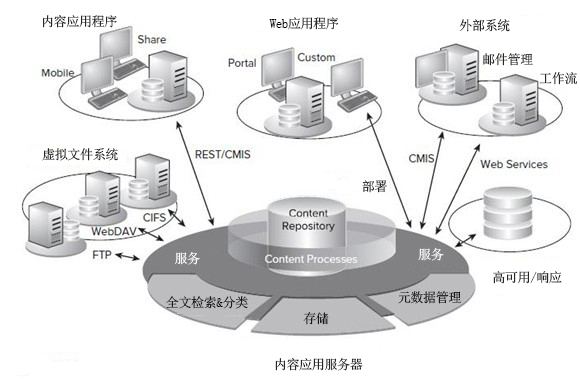 内容应用程序
Share
Mobile
Web应用程序
Portal
Custom
外部系统
邮件管理
工作流
REST/CMIS
CMIS
Web Services
部署
虚拟文件系统
CIFS
WebDAV
FTP
Content
Repository
Content Processes
服务
服务
高可用/响应
全文检索&分类
存储
元数据管理
内容应用服务器